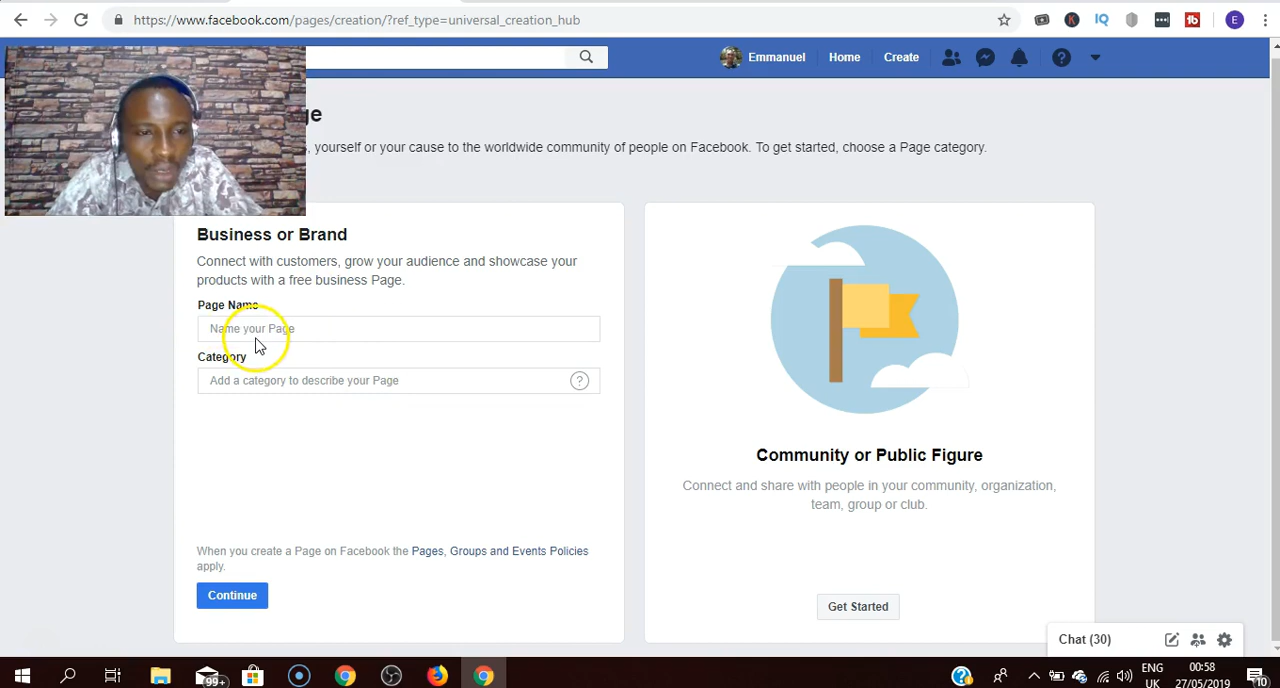 https://www.facebook.com/pages/creation/?ref_type=universal_creation_hub
Emmanuel
Home
Create
yourself or your cause to the worldwide community of people on Facebook. To get started, choose a Page category.
Business or Brand
Connect with customers, grow your audience and showcase your
products with a free business Page.
Page Name
Name your Page
Category
Add a category to describe your Page
?
When you create a Page on Facebook the Pages, Groups and Events Policies
apply.
Continue
Community or Public Figure
Connect and share with people in your community, organization,
team, group or club.
Get Started
Chat (30)
99+
ENG
UK
00:58
27/05/2019
10